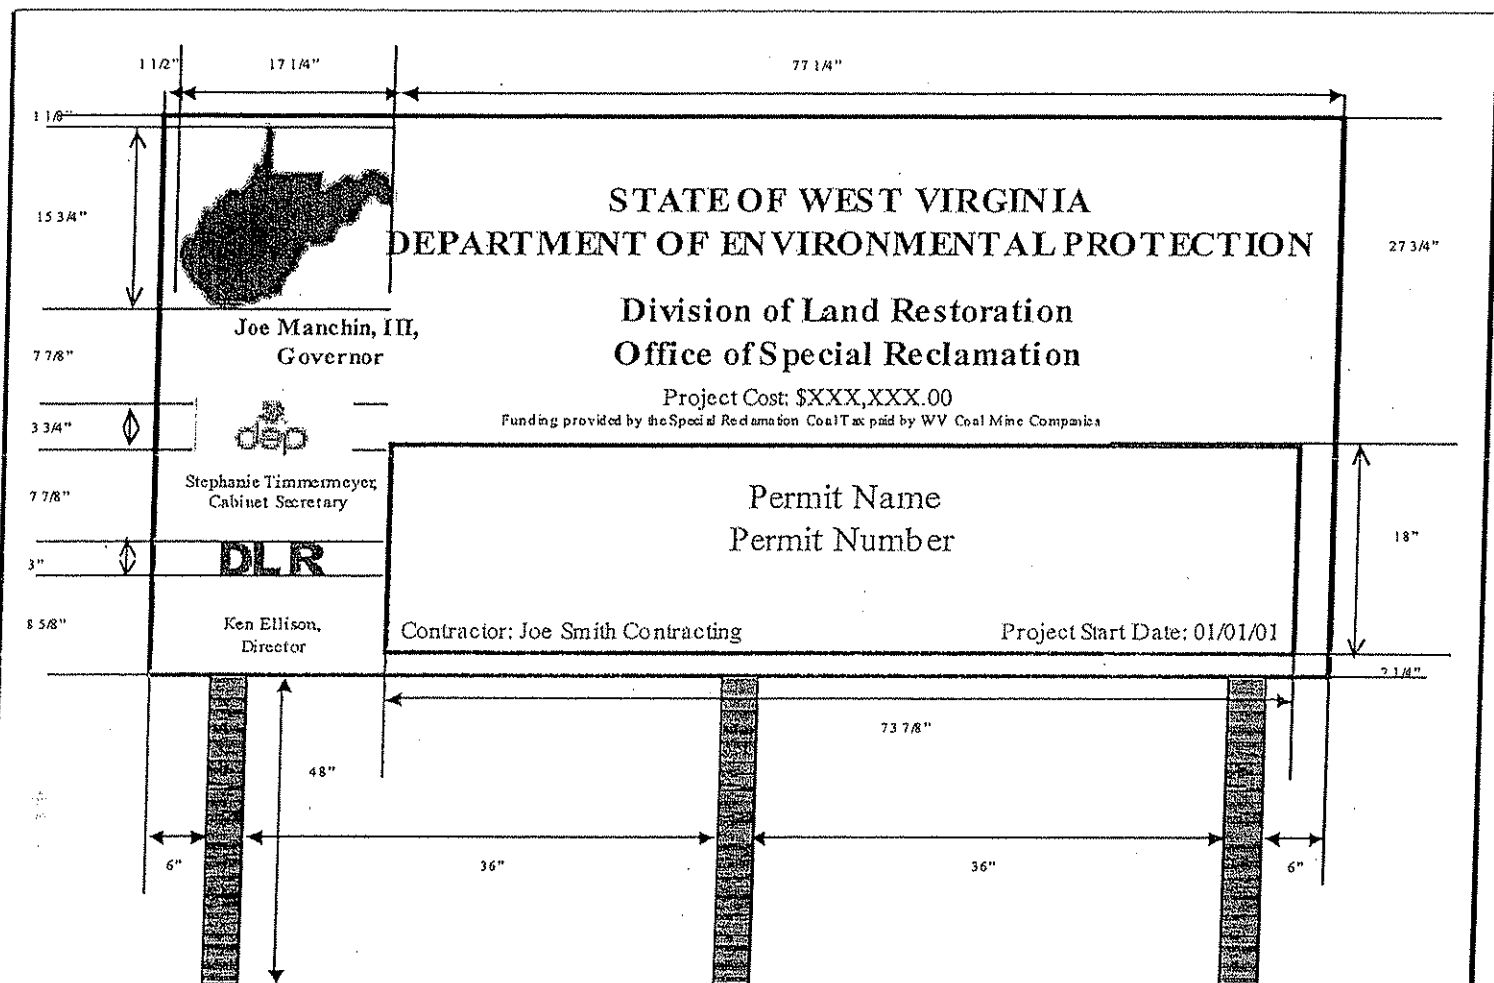 1 1/2" 17 1/4" 77 1/4"
1 1/8"
15 3/4"
STATE OF WEST VIRGINIA
DEPARTMENT OF ENVIRONMENTAL PROTECTION
27 3/4"
Division of Land Restoration
Office of Special Reclamation
Joe Manchin, III,
Governor
7 7/8"
Project Cost: $XXX,XXX.00
Funding provided by the Special Reclamation Coal Tax paid by WV Coal Mine Companies
3 3/4"
dep
Stephanie Timmermeyer,
Cabinet Secretary
7 7/8"
Permit Name
Permit Number
18"
DLR
3"
8 5/8"
Ken Ellison,
Director
Contractor: Joe Smith Contracting Project Start Date: 01/01/01
2 1/4"
73 7/8"
48"
6" 36" 36" 6"